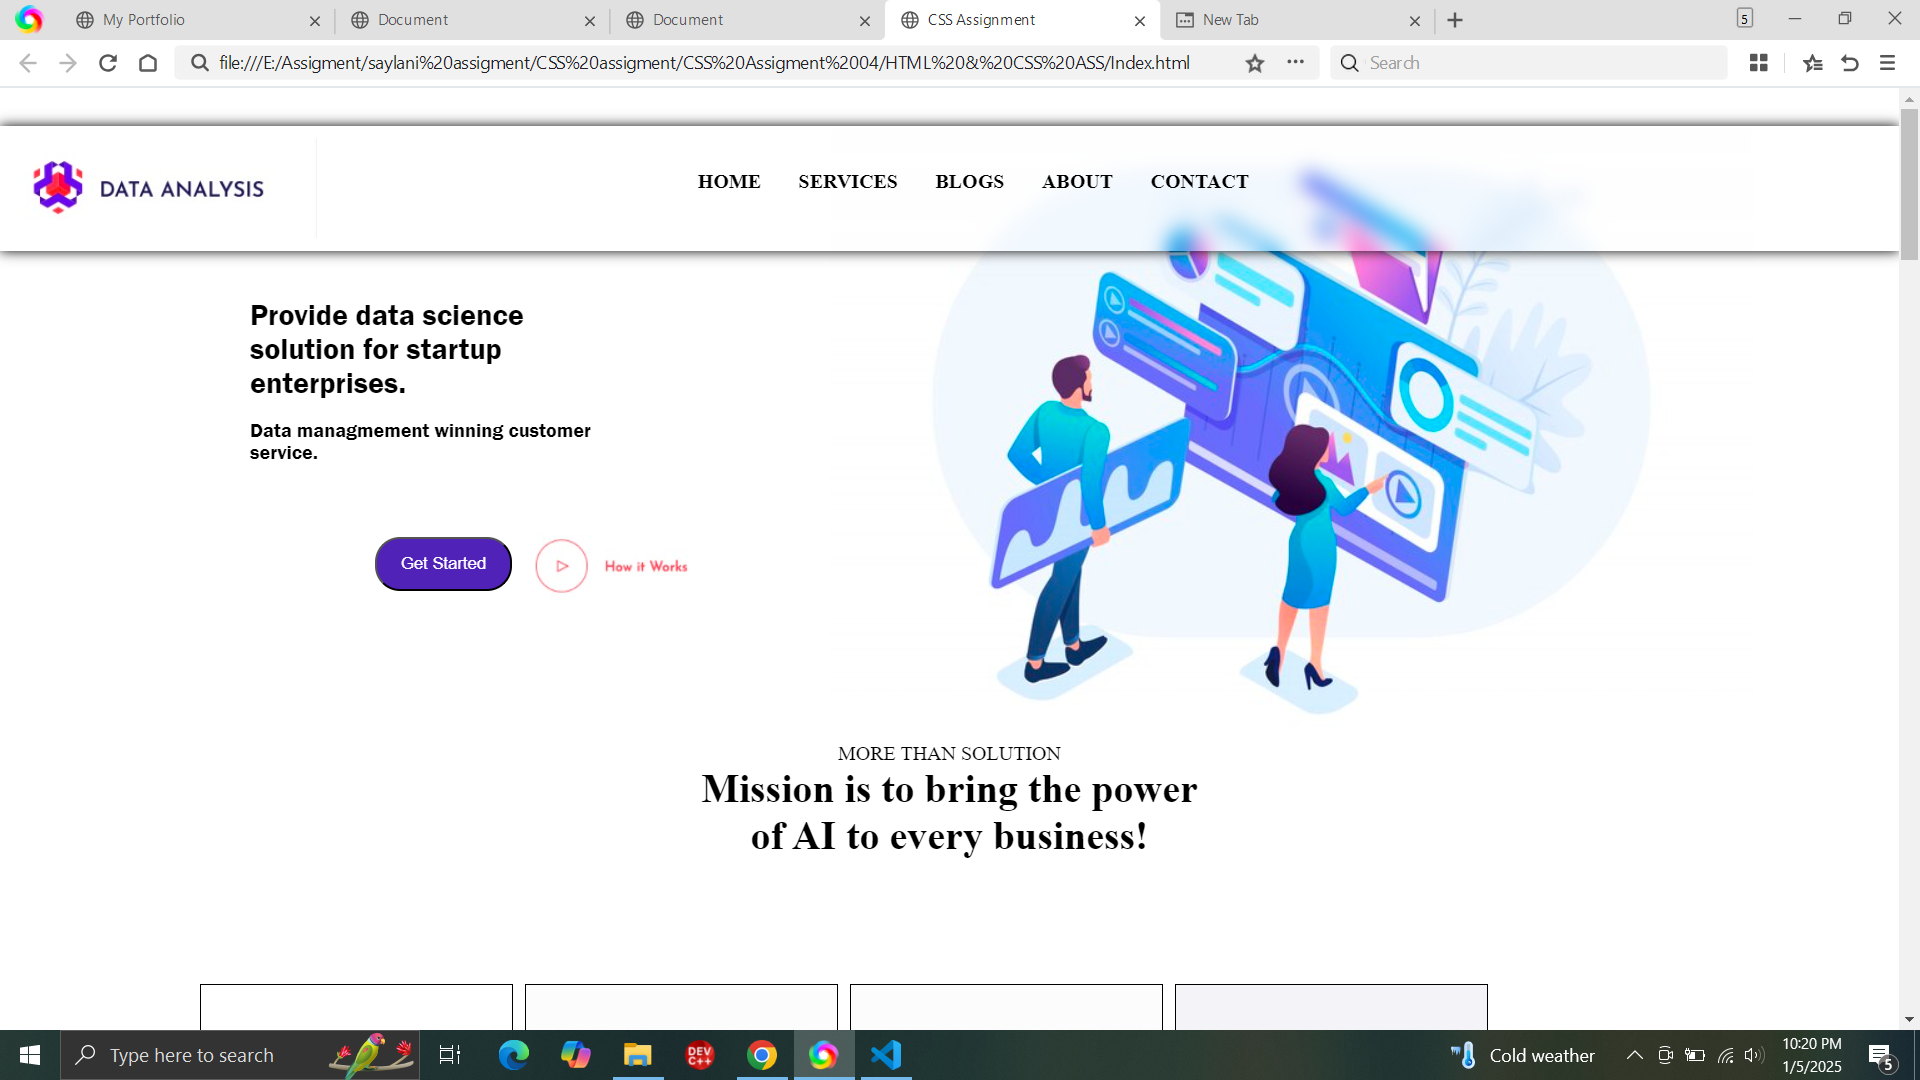 My Portfolio
Document
Document
CSS Assignment
New Tab
5
file:///E:/Assigment/saylani%20assigment/CSS%20assigment/CSS%20Assigment%2004/HTML%20&%20CSS%20ASS/Index.html
Search
DATA ANALYSIS
HOME SERVICES BLOGS ABOUT CONTACT
Provide data science
solution for startup
enterprises.
Data managmement winning customer
service.
Get Started
How it Works
MORE THAN SOLUTION
Mission is to bring the power
of AI to every business!
Type here to search
DEV
C++
Cold weather
10:20 PM
1/5/2025
5